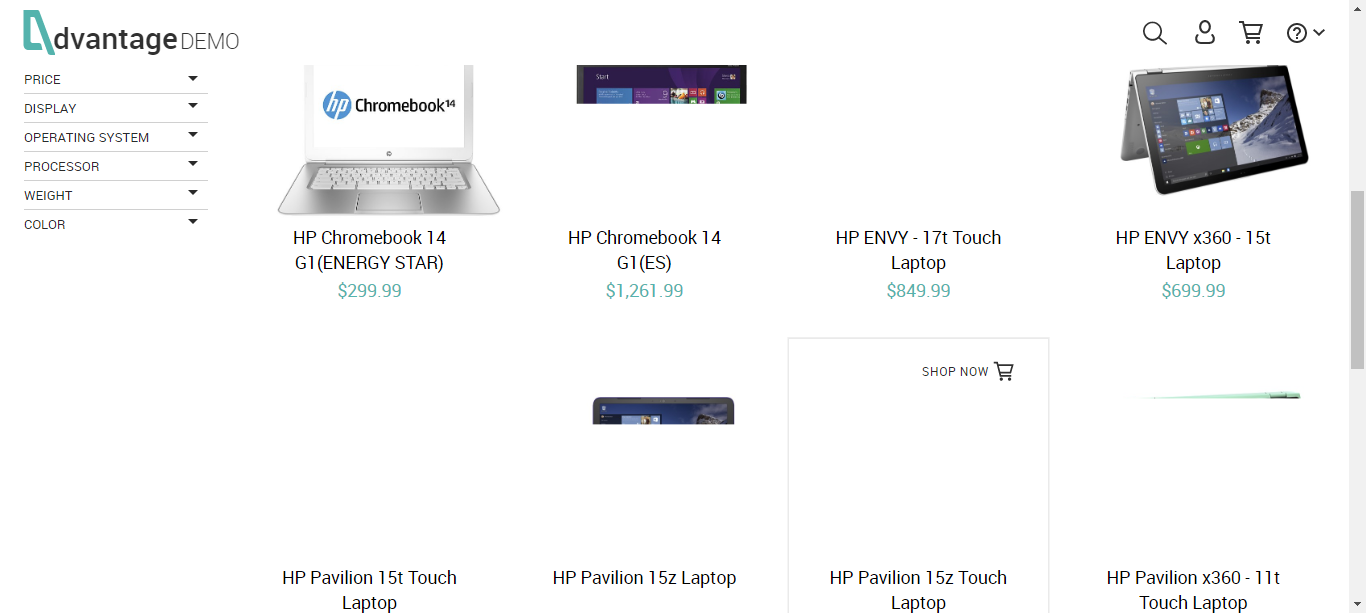 dvantage DEMO
PRICE
DISPLAY
OPERATING SYSTEM
PROCESSOR
WEIGHT
COLOR
hp Chromebook 14
Start
HP Chromebook 14
G1(ENERGY STAR)
$299.99
HP Chromebook 14
G1(ES)
$1,261.99
HP ENVY - 17t Touch
Laptop
$849.99
HP ENVY x360 - 15t
Laptop
$699.99
SHOP NOW
HP Pavilion 15t Touch
Laptop
HP Pavilion 15z Laptop
HP Pavilion 15z Touch
Laptop
HP Pavilion x360 - 11t
Touch Laptop